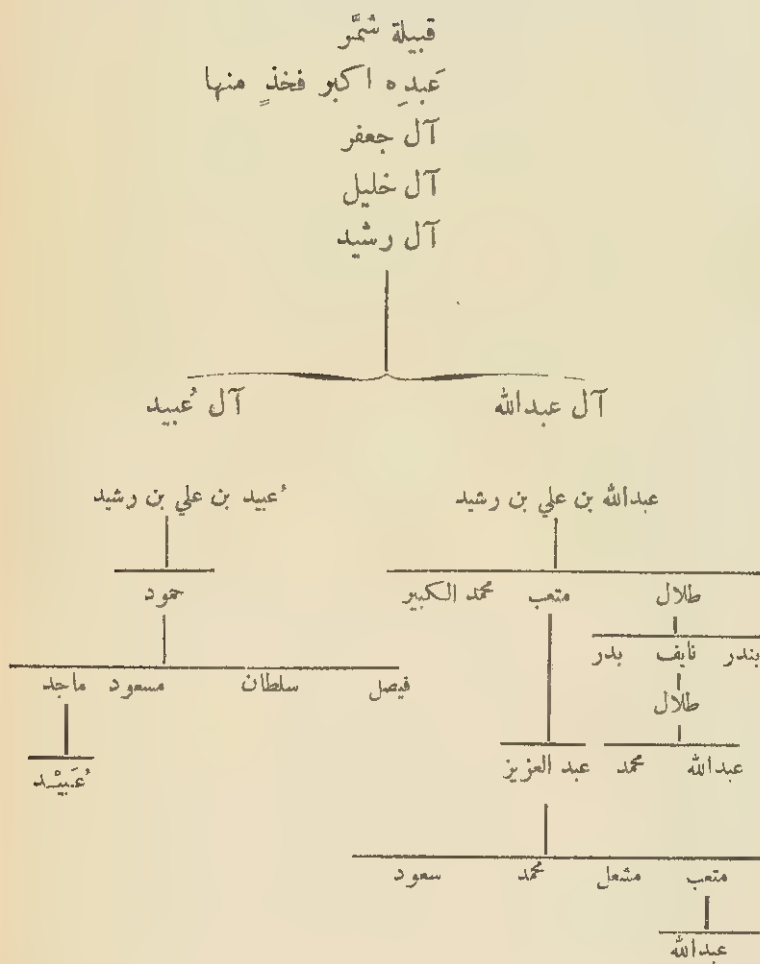 قبيلة شمَّر
عَبدِه اكبر فخذٍ منها
آل جعفر
آل خليل
آل رشيد
آل عبدالله آل عُبيد
عبدالله بن علي بن رشيد عُبيد بن علي بن رشيد
طلال متعب محمد الكبير حمود
بندر نايف بدر فيصل سلطان مسعود ماجد
طلال
عبدالله محمد عبد العزيز عُبَيْد
متعب مشعل محمد سعود
عبدالله